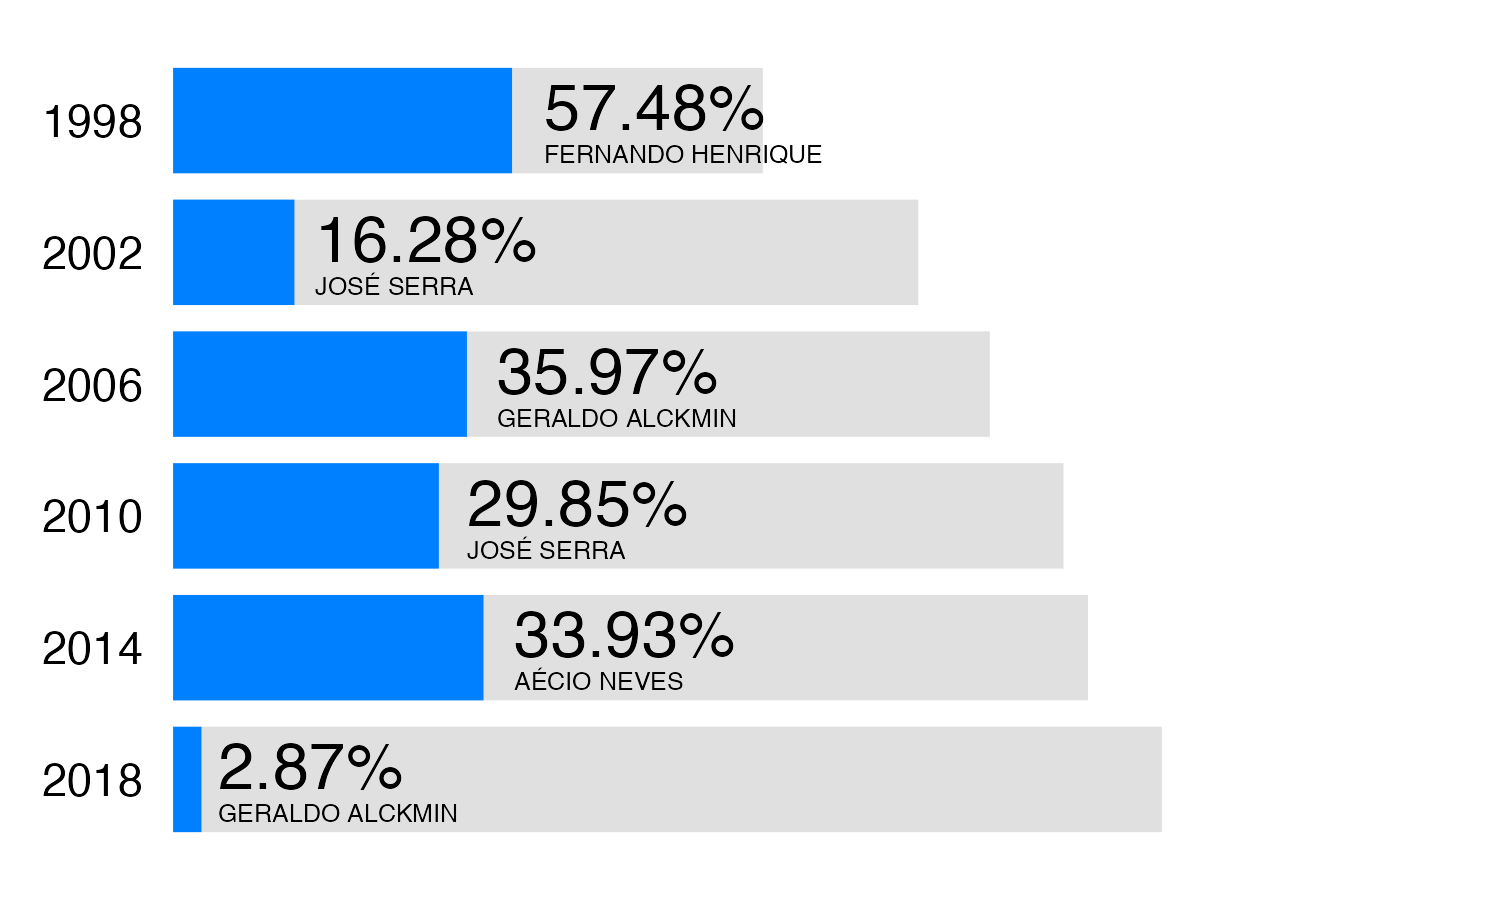 1998
57.48%
FERNANDO HENRIQUE
2002
16.28%
JOSÉ SERRA
2006
35.97%
GERALDO ALCKMIN
2010
29.85%
JOSÉ SERRA
2014
33.93%
AÉCIO NEVES
2018
2.87%
GERALDO ALCKMIN